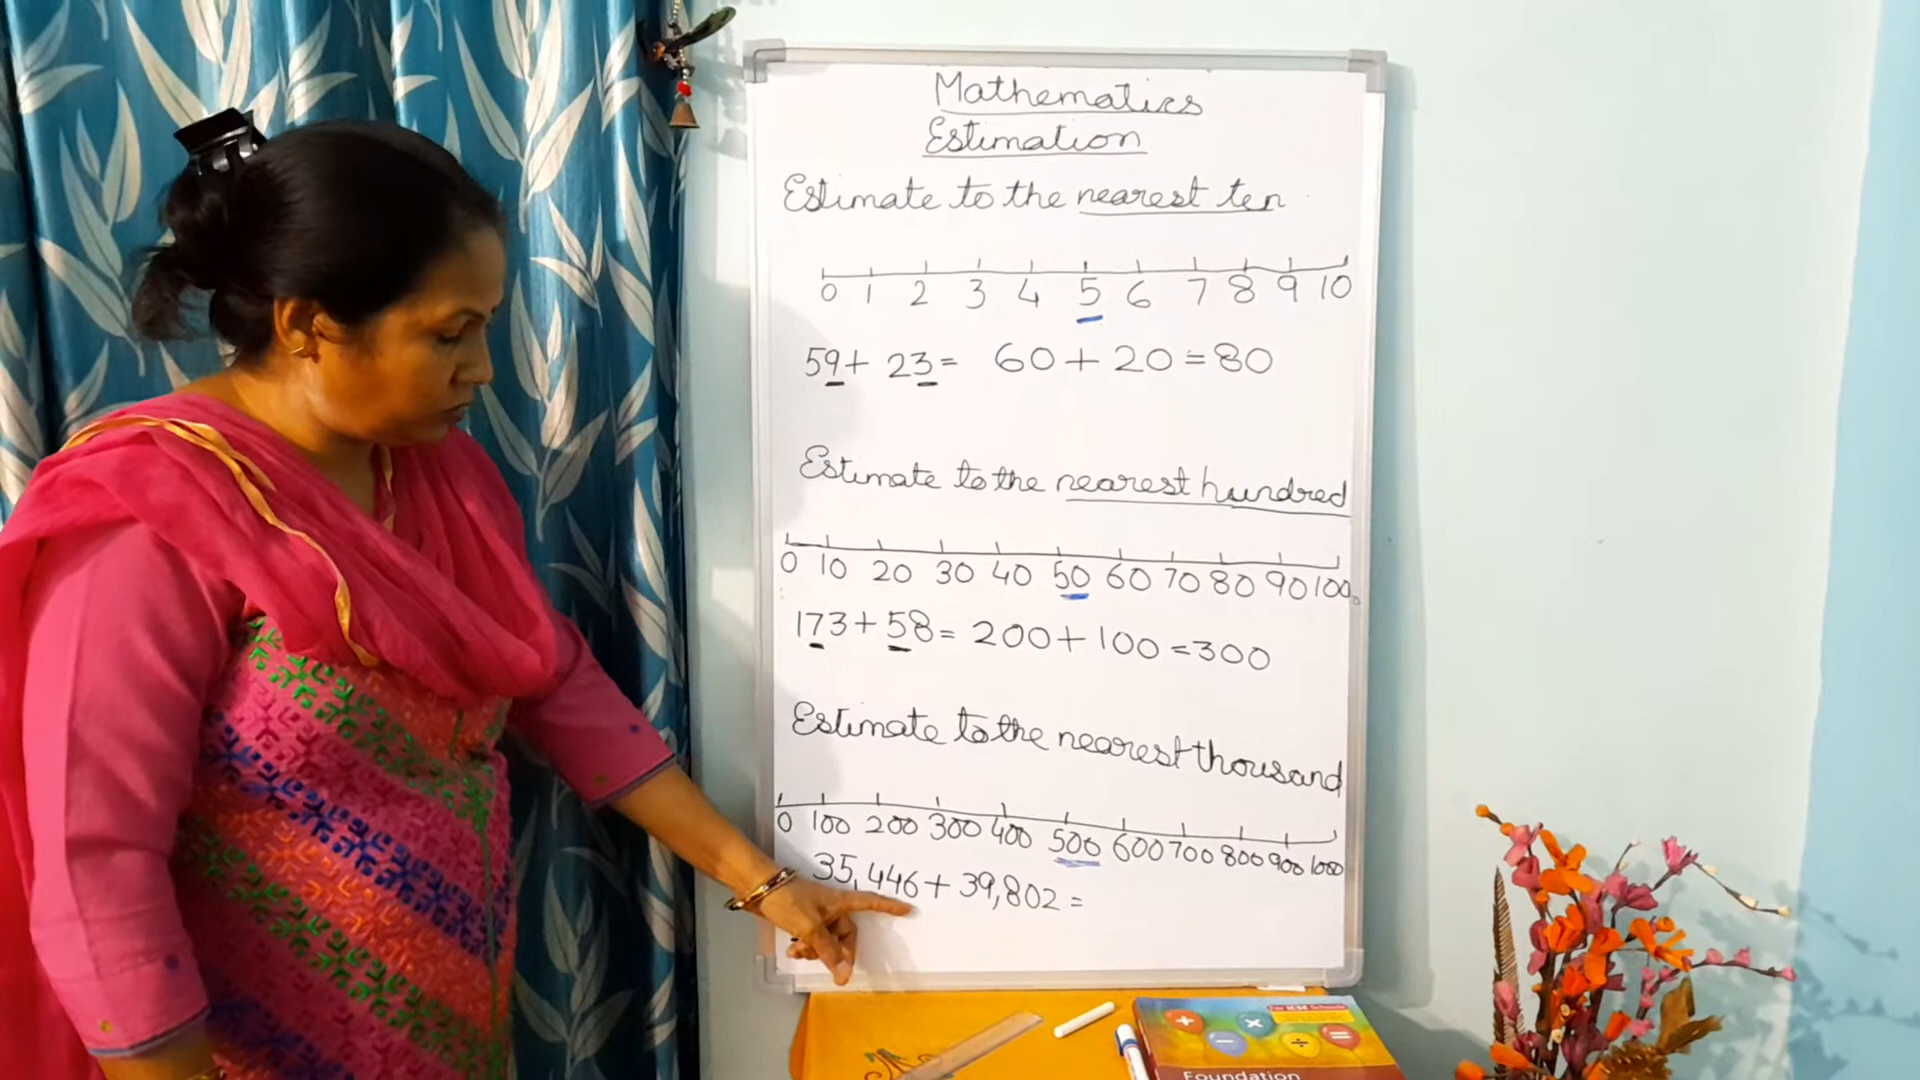 Mathematics
Estimation
Estimate to the nearest ten
0 1 2 3 4 5 6 7 8 9 10
59+ 23= 60+20=80
Estimate to the nearest hundred
0 10 20 30 40 50 60 70 80 90 100
173+58= 200+100=300
Estimate to the nearest thousand
0 100 200 300 400 500 600 700 800 900 1000
35,446+39,802=
Foundation